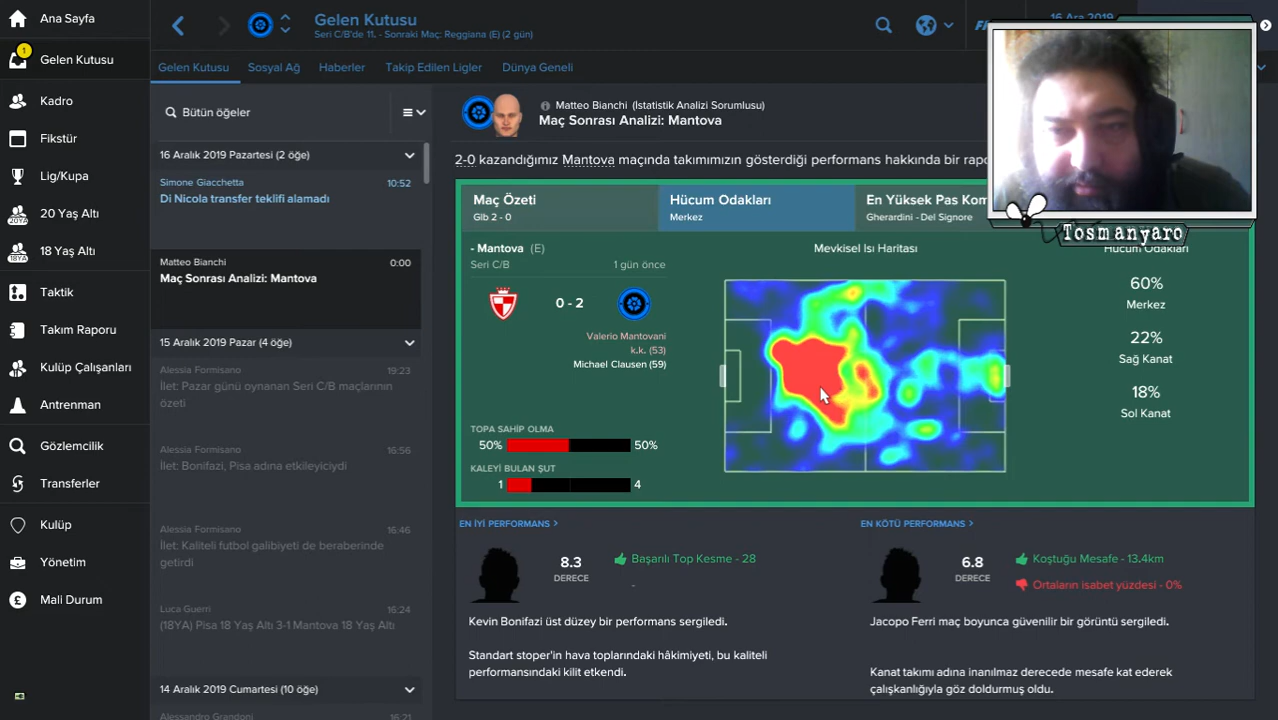 Ana Sayfa
1
Gelen Kutusu
Kadro
Fikstür
Lig/Kupa
20 Yaş Altı
18 Yaş Altı
Taktik
Takım Raporu
Kulüp Çalışanları
Antrenman
Gözlemcilik
Transferler
Kulüp
Yönetim
Mali Durum
Gelen Kutusu
Seri C/B'de 11. - Sonraki Maç: Reggiana (E) (2 gün)
16 Ara 2019
Gelen Kutusu
Sosyal Ağ
Haberler
Takip Edilen Ligler
Dünya Geneli
Bütün öğeler
16 Aralık 2019 Pazartesi (2 öğe)
Simone Giacchetta 10:52
Di Nicola transfer teklifi alamadı
Matteo Bianchi 0:00
Maç Sonrası Analizi: Mantova
15 Aralık 2019 Pazar (4 öğe)
Alessia Formisano 19:23
İlet: Pazar günü oynanan Seri C/B maçlarının
özeti
Alessia Formisano 16:56
İlet: Bonifazi, Pisa adına etkileyiciydi
Alessia Formisano 16:46
İlet: Kaliteli futbol galibiyeti de beraberinde
getirdi
Luca Guerri 16:24
(18YA) Pisa 18 Yaş Altı 3-1 Mantova 18 Yaş Altı
14 Aralık 2019 Cumartesi (10 öğe)
Alessandro Grandoni 16:21
Matteo Bianchi (İstatistik Analizi Sorumlusu)
Maç Sonrası Analizi: Mantova
2-0 kazandığımız Mantova maçında takımımızın gösterdiği performans hakkında bir rapo
Maç Özeti
Glb 2 - 0
Hücum Odakları
Merkez
En Yüksek Pas Kom
Gherardini - Del Signore
- Mantova (E)
Seri C/B 1 gün önce
0 - 2
Valerio Mantovani
k.k. (53)
Michael Clausen (59)
TOPA SAHİP OLMA
50% 50%
KALEYİ BULAN ŞUT
1 4
Mevkisel Isı Haritası
Hücum Odakları
60%
Merkez
22%
Sağ Kanat
18%
Sol Kanat
Tosmanyaro
EN İYİ PERFORMANS >
8.3
DERECE
Başarılı Top Kesme - 28
-
Kevin Bonifazi üst düzey bir performans sergiledi.
Standart stoper'in hava toplarındaki hâkimiyeti, bu kaliteli
performansındaki kilit etkendi.
EN KÖTÜ PERFORMANS >
6.8
DERECE
Koştuğu Mesafe - 13.4km
Ortaların isabet yüzdesi - 0%
Jacopo Ferri maç boyunca güvenilir bir görüntü sergiledi.
Kanat takımı adına inanılmaz derecede mesafe kat ederek
çalışkanlığıyla göz doldurmuş oldu.